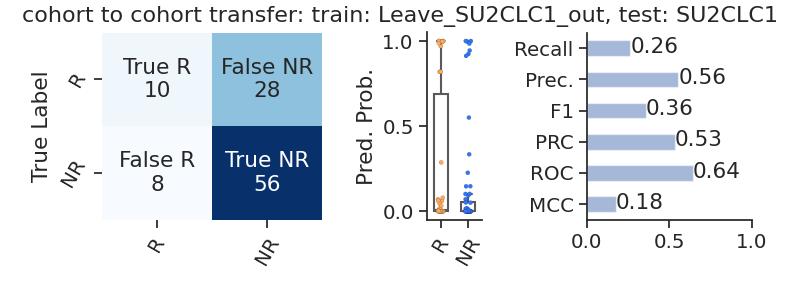 cohort to cohort transfer: train: Leave_SU2CLC1_out, test: SU2CLC1
True Label
R
NR
True R
10
False NR
28
False R
8
True NR
56
R
NR
Pred. Prob.
1.0
0.5
0.0
R
NR
Recall
0.26
Prec.
0.56
F1
0.36
PRC
0.53
ROC
0.64
MCC
0.18
0.0
0.5
1.0